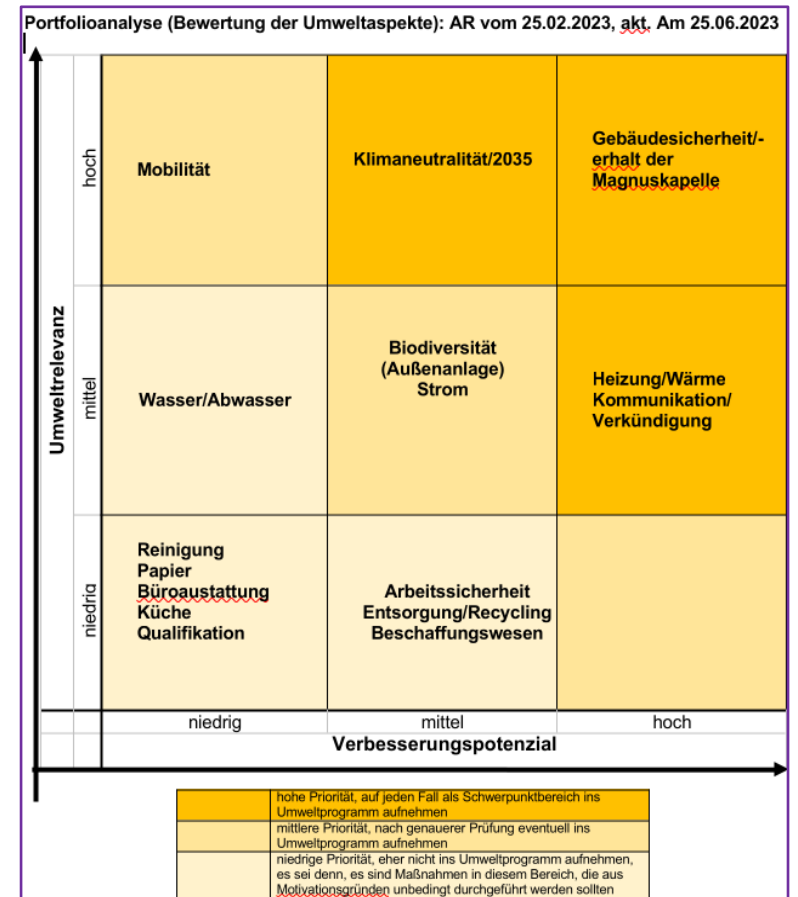 Portfolioanalyse (Bewertung der Umweltaspekte): AR vom 25.02.2023, akt. Am 25.06.2023
Umweltrelevanz
hoch
Mobilität
Klimaneutralität/2035
Gebäudesicherheit/-
erhalt der
Magnuskapelle
mittel
Wasser/Abwasser
Biodiversität
(Außenanlage)
Strom
Heizung/Wärme
Kommunikation/
Verkündigung
niedrig
Reinigung
Papier
Büroaustattung
Küche
Qualifikation
Arbeitssicherheit
Entsorgung/Recycling
Beschaffungswesen
niedrig
mittel
hoch
Verbesserungspotenzial
hohe Priorität, auf jeden Fall als Schwerpunktbereich ins
Umweltprogramm aufnehmen
mittlere Priorität, nach genauerer Prüfung eventuell ins
Umweltprogramm aufnehmen
niedrige Priorität, eher nicht ins Umweltprogramm aufnehmen,
es sei denn, es sind Maßnahmen in diesem Bereich, die aus
Motivationsgründen unbedingt durchgeführt werden sollten